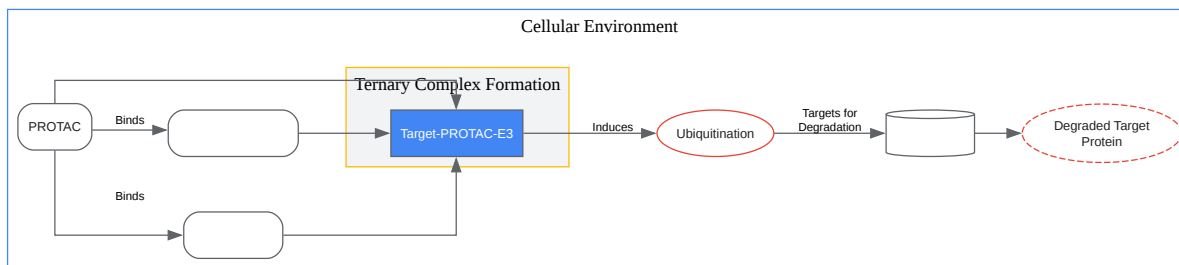 Cellular Environment
Ternary Complex Formation
PROTAC
Binds
Target-PROTAC-E3
Induces
Ubiquitination
Targets for
Degradation
Degraded Target
Protein
Binds